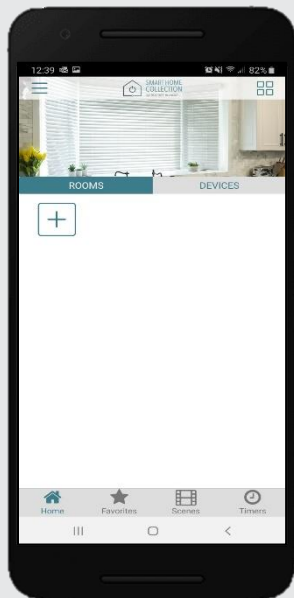 12:39
82%
SMART HOME
COLLECTION
ROOMS
DEVICES
Home
Favorites
Scenes
Timers